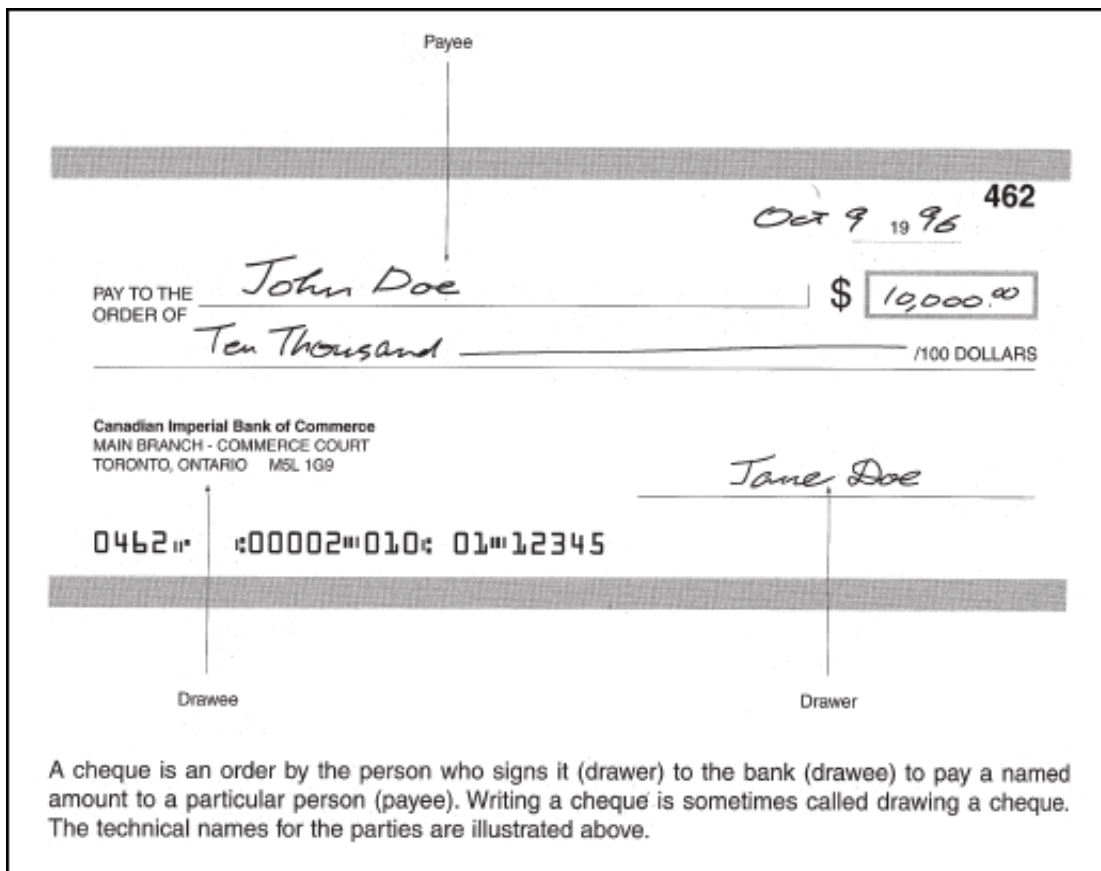 Payee
462
Oct 9 19 96
PAY TO THE ORDER OF John Doe $ 10,000.00
Ten Thousand /100 DOLLARS
Canadian Imperial Bank of Commerce
MAIN BRANCH - COMMERCE COURT
TORONTO, ONTARIO M5L 1G9
Jane Doe
0462⑈ ⑆00002⑉010⑆ 01⑉12345
Drawee Drawer
A cheque is an order by the person who signs it (drawer) to the bank (drawee) to pay a named
amount to a particular person (payee). Writing a cheque is sometimes called drawing a cheque.
The technical names for the parties are illustrated above.